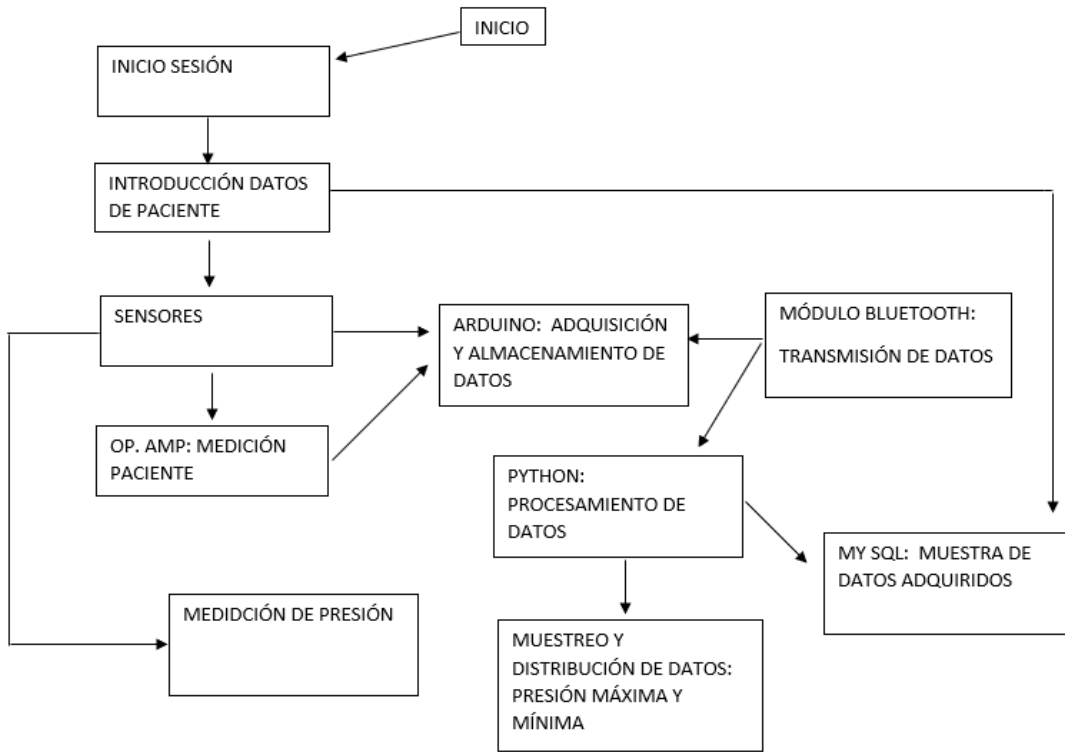 INICIO
INICIO SESIÓN
INTRODUCCIÓN DATOS
DE PACIENTE
SENSORES
ARDUINO: ADQUISICIÓN
Y ALMACENAMIENTO DE
DATOS
MÓDULO BLUETOOTH:
TRANSMISIÓN DE DATOS
OP. AMP: MEDICIÓN
PACIENTE
PYTHON:
PROCESAMIENTO DE
DATOS
MY SQL: MUESTRA DE
DATOS ADQUIRIDOS
MEDIDCIÓN DE PRESIÓN
MUESTREO Y
DISTRIBUCIÓN DE DATOS:
PRESIÓN MÁXIMA Y
MÍNIMA